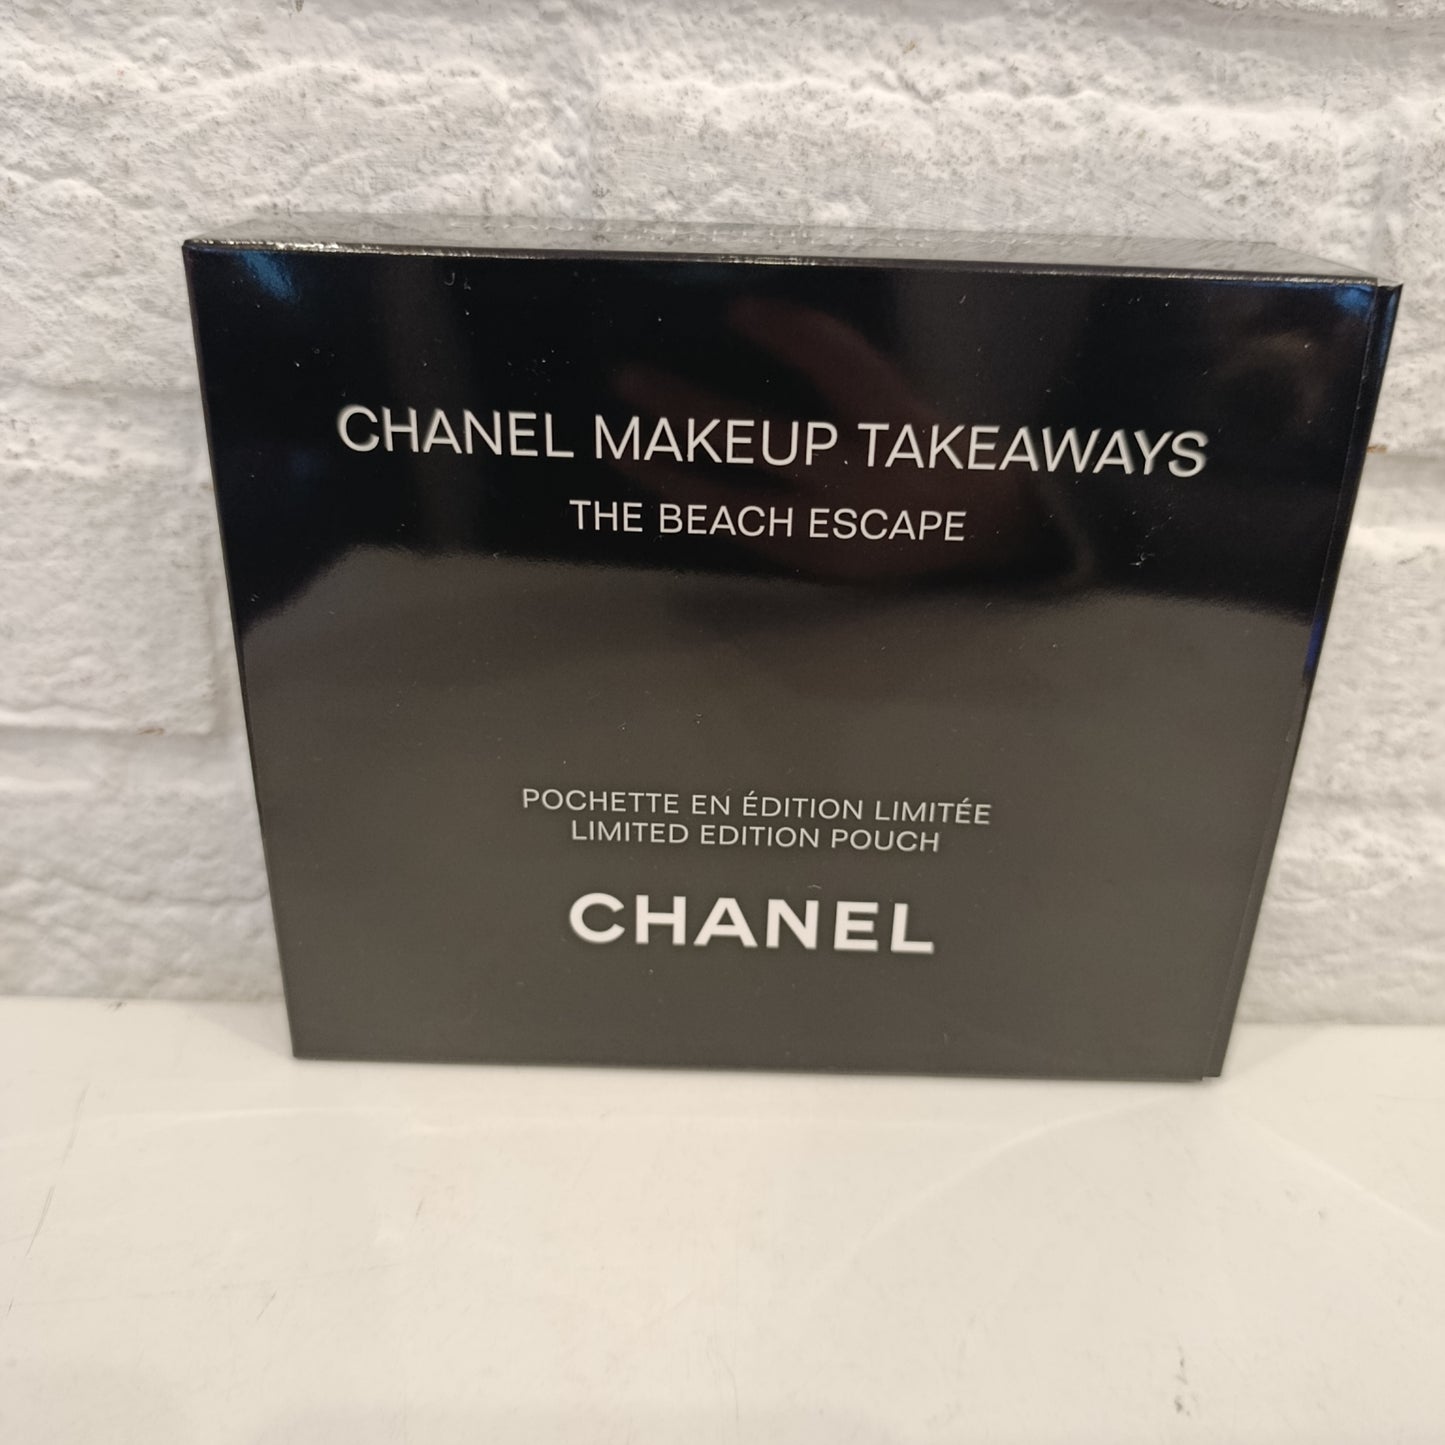 CHANEL MAKEUP TAKEAWAYS
THE BEACH ESCAPE
POCHETTE EN ÉDITION LIMITÉE
LIMITED EDITION POUCH
CHANEL